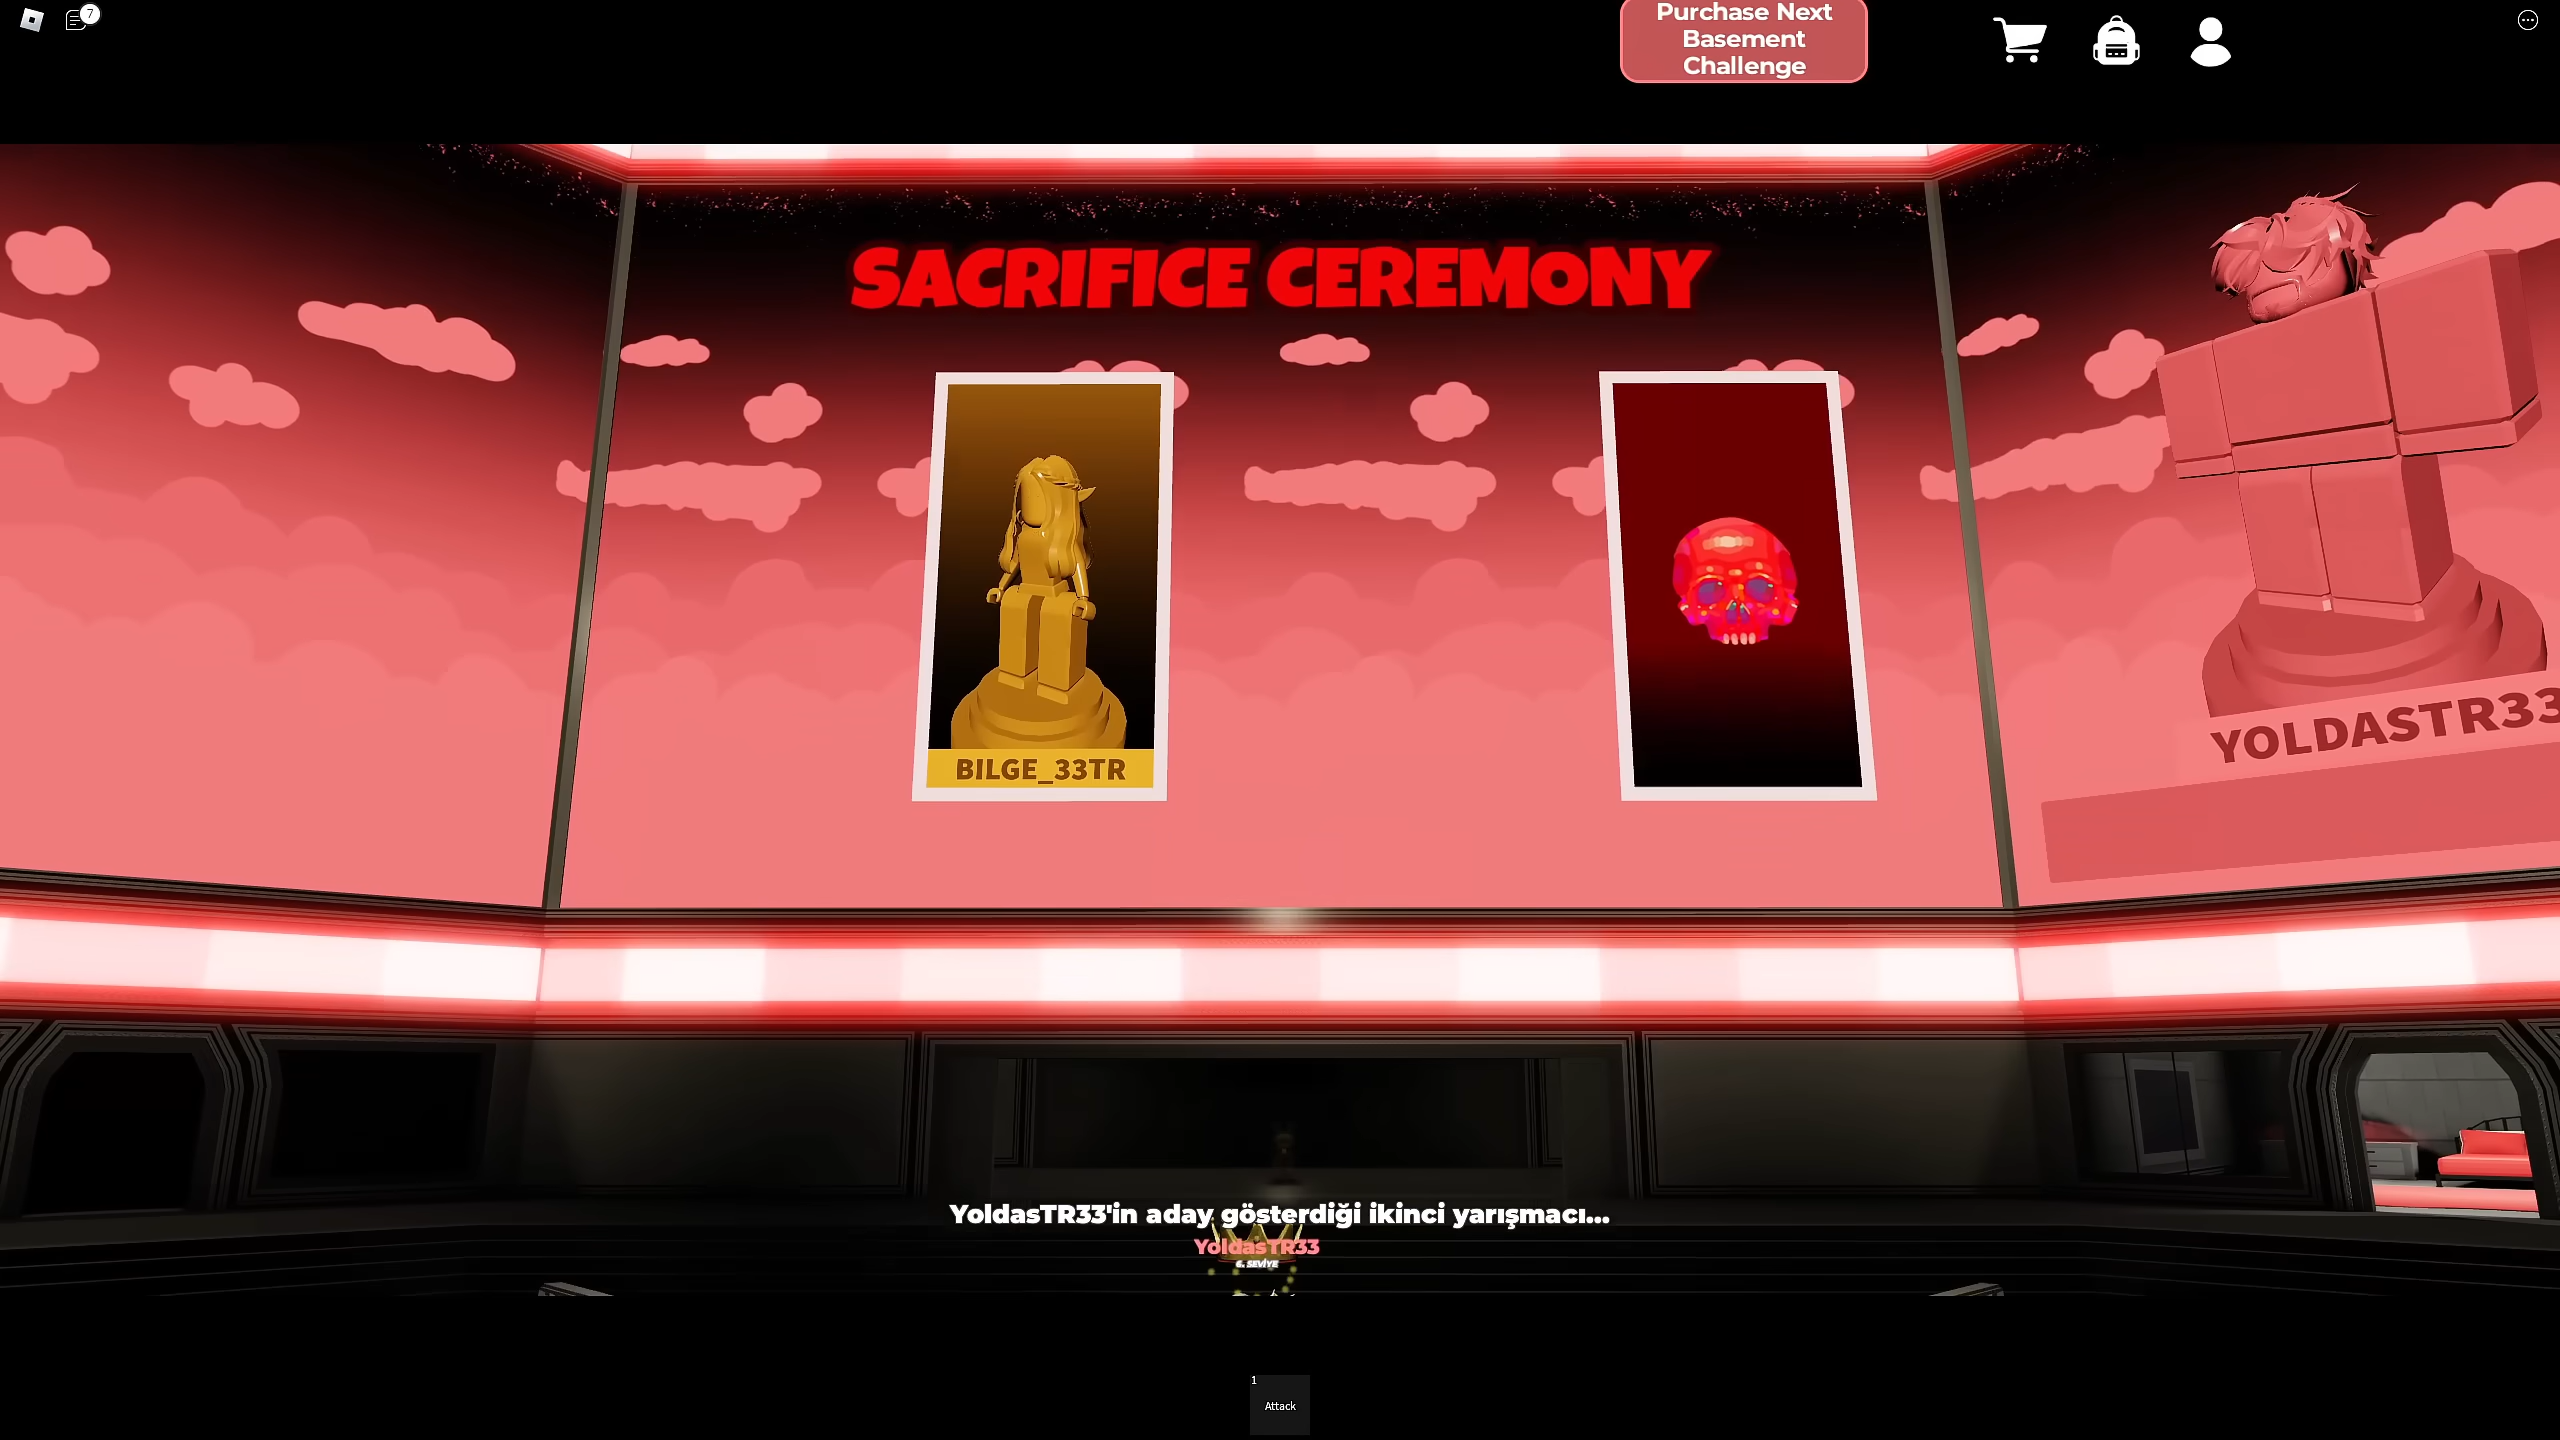 7
Purchase Next
Basement
Challenge
SACRIFICE CEREMONY
BILGE_33TR
YOLDASTR33
YoldasTR33'in aday gösterdiği ikinci yarışmacı...
YoldasTR33
6. SEVİYE
1
Attack